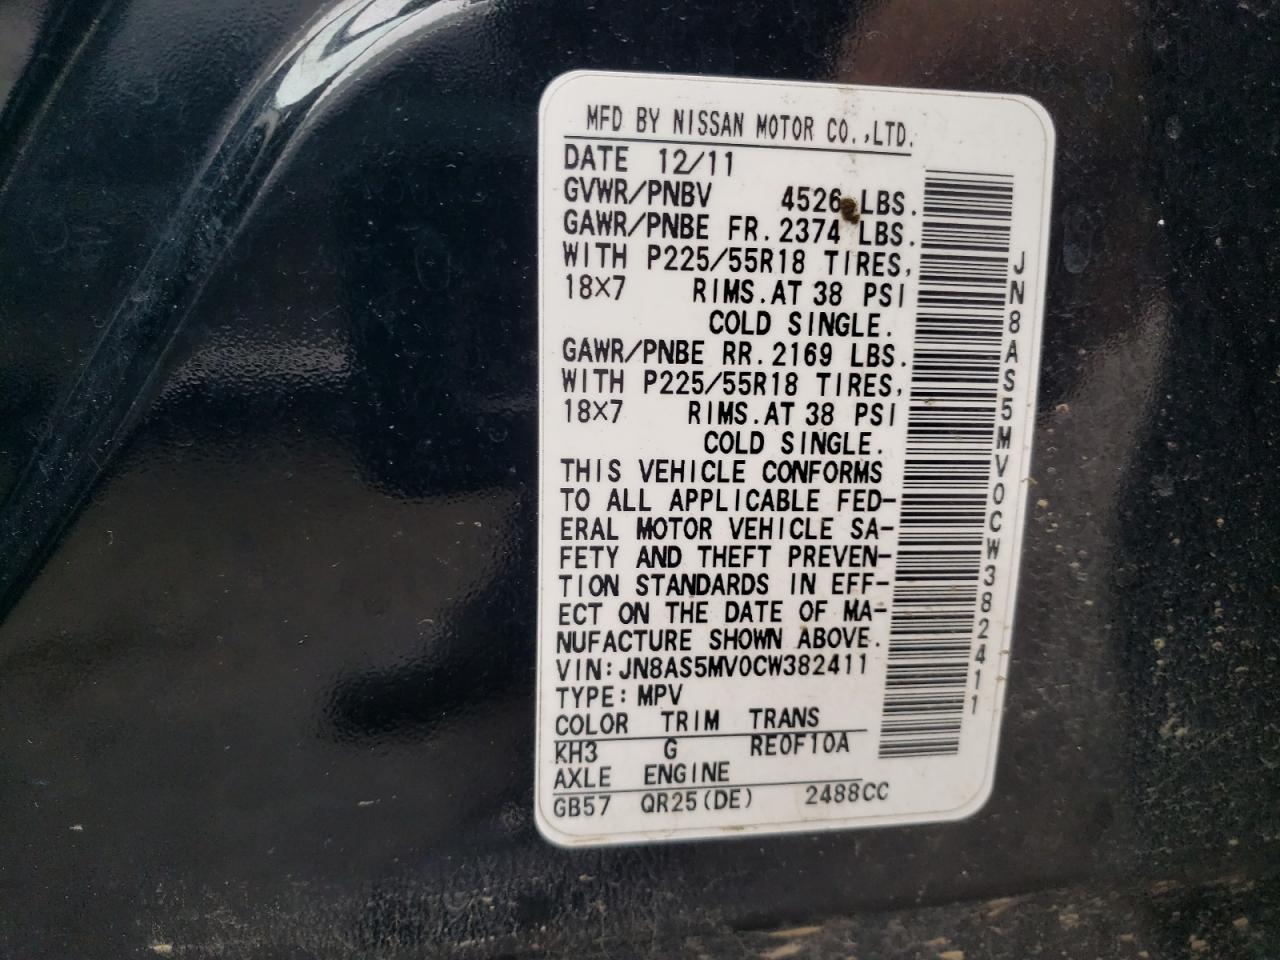 MFD BY NISSAN MOTOR CO.,LTD.
DATE 12/11
GVWR/PNBV 4526 LBS.
GAWR/PNBE FR. 2374 LBS.
WITH P225/55R18 TIRES,
18×7 RIMS. AT 38 PSI
COLD SINGLE.
GAWR/PNBE RR. 2169 LBS.
WITH P225/55R18 TIRES,
18×7 RIMS. AT 38 PSI
COLD SINGLE.
THIS VEHICLE CONFORMS
TO ALL APPLICABLE FED-
ERAL MOTOR VEHICLE SA-
FETY AND THEFT PREVEN-
TION STANDARDS IN EFF-
ECT ON THE DATE OF MA-
NUFACTURE SHOWN ABOVE.
VIN: JN8AS5MV0CW382411
TYPE: MPV
COLOR TRIM TRANS
KH3 G RE0F10A
AXLE ENGINE
GB57 QR25(DE) 2488CC
JN8AS5MV0CW382411